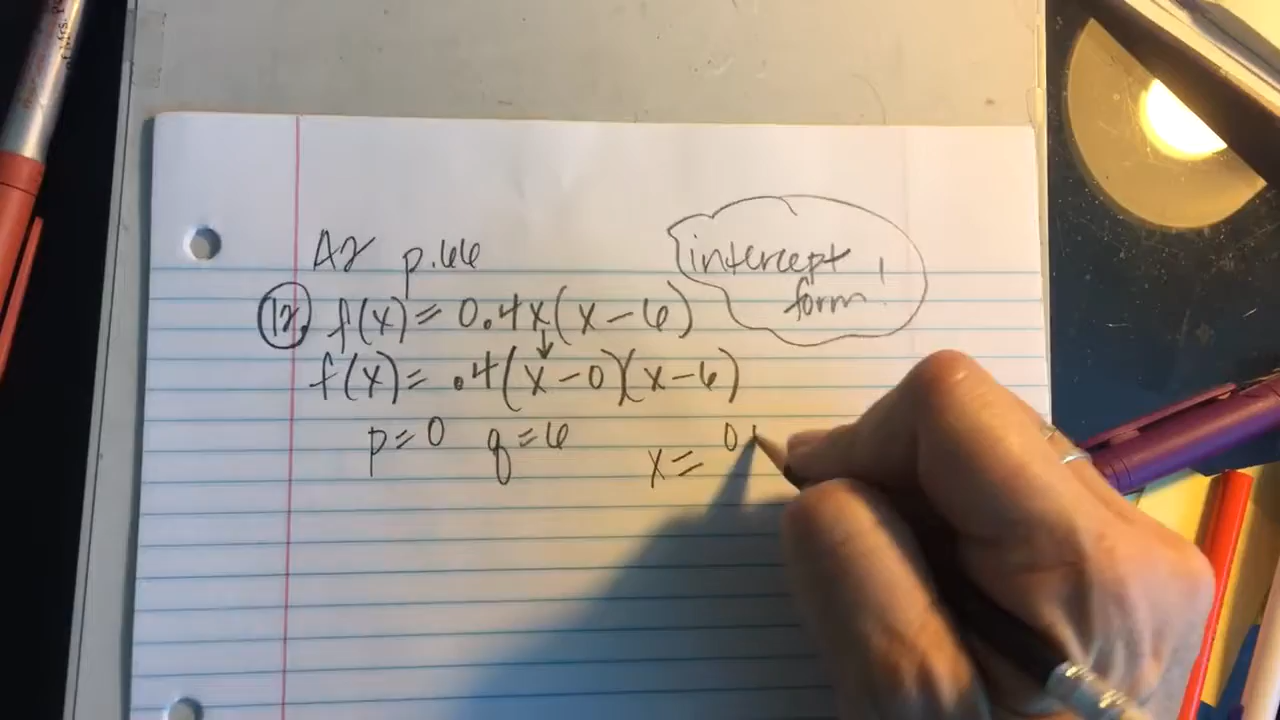 A2 p.66
intercept form!
12. f(x) = 0.4x(x-6)
f(x) = .4(x-0)(x-6)
p=0 q=6
x= 0+